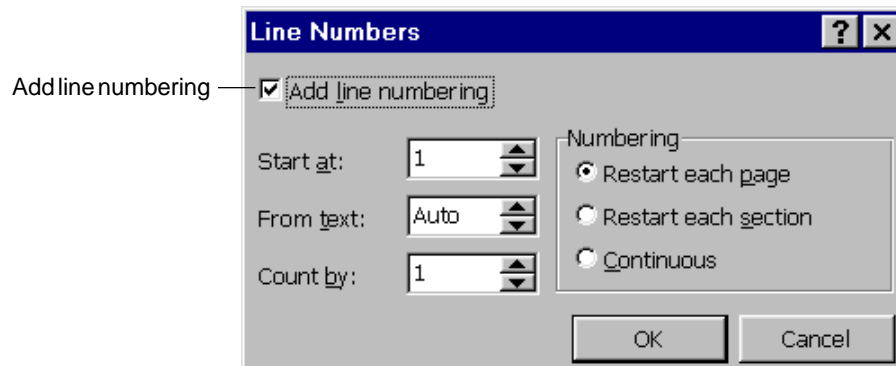 Line Numbers ?
Add line numbering
Add line numbering
Start at: 1
From text: Auto
Count by: 1
Numbering
Restart each page
Restart each section
Continuous
OK Cancel